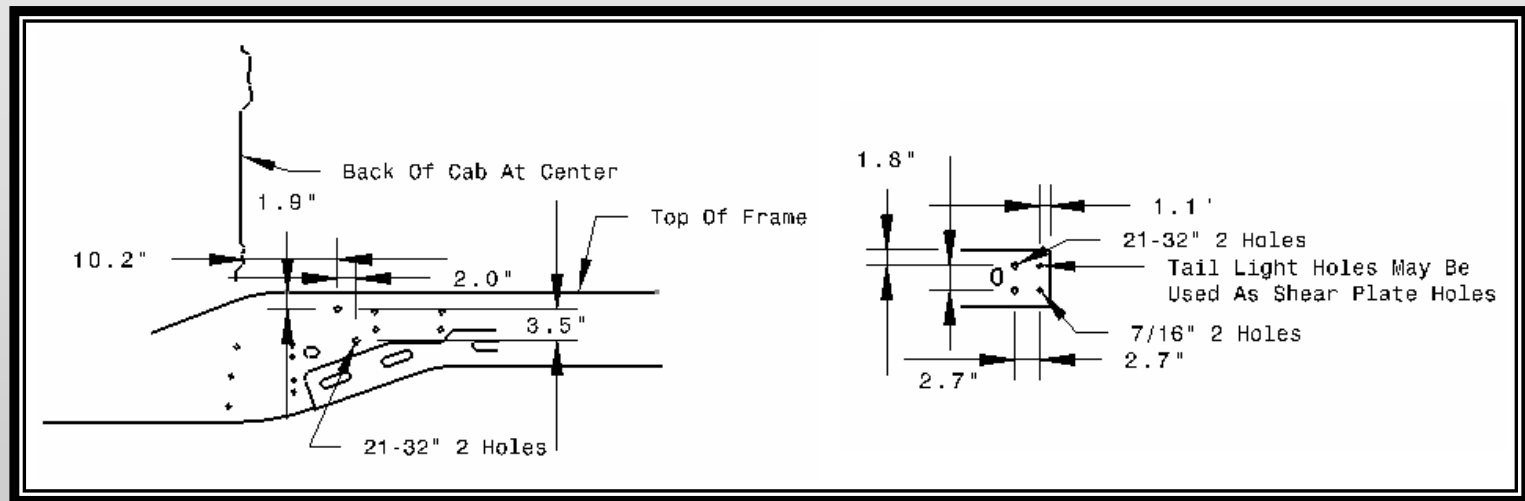 Back Of Cab At Center
1.9"
Top Of Frame
10.2"
2.0"
3.5"
21-32" 2 Holes
1.8"
1.1'
21-32" 2 Holes
Tail Light Holes May Be
Used As Shear Plate Holes
7/16" 2 Holes
2.7"
2.7"